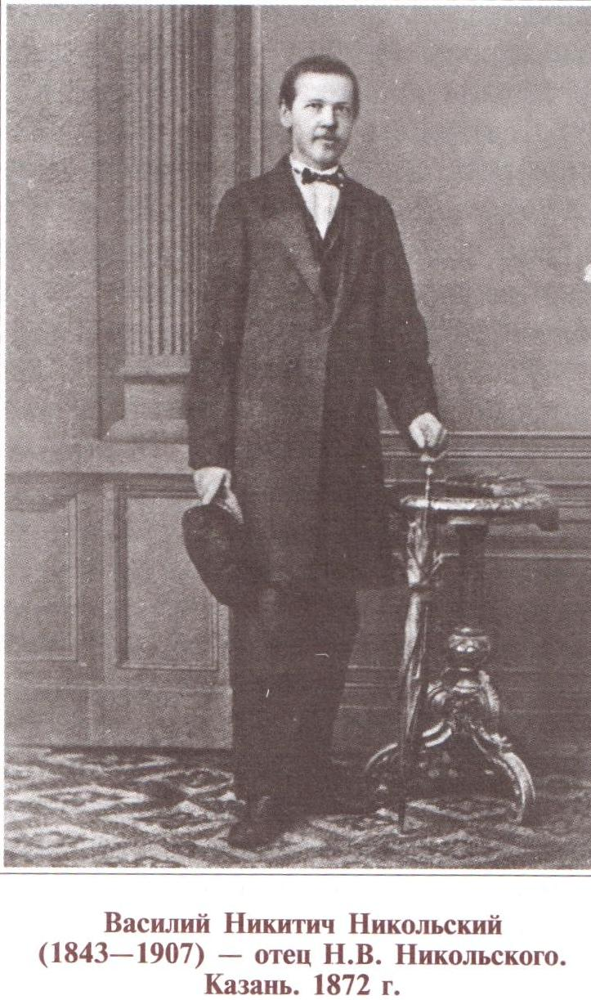 Василий Никитич Никольский
(1843—1907) — отец Н.В. Никольского.
Казань. 1872 г.